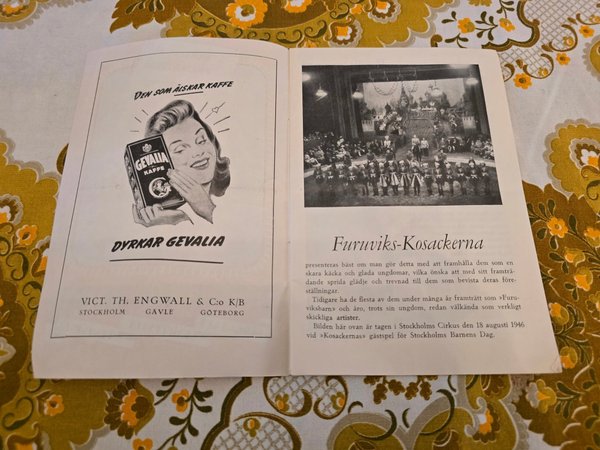 DEN SOM ÄLSKAR KAFFE
GEVALIA
KAFFE
DYRKAR GEVALIA
VICT. TH. ENGWALL & C:o K/B
STOCKHOLM GÄVLE GÖTEBORG
Furuviks-Kosackerna
presenteras bäst om man gör detta med att framhålla dem som en
skara käcka och glada ungdomar, vilka önska att med sitt framträ-
dande sprida glädje och trevnad till dem som bevista deras före-
ställningar.
Tidigare ha de flesta av dem under många år framträtt som »Furu-
viksbarn» och äro, trots sin ungdom, redan välkända som verkligt
skickliga artister.
Bilden här ovan är tagen i Stockholms Cirkus den 18 augusti 1946
vid »Kosackernas» gästspel för Stockholms Barnens Dag.